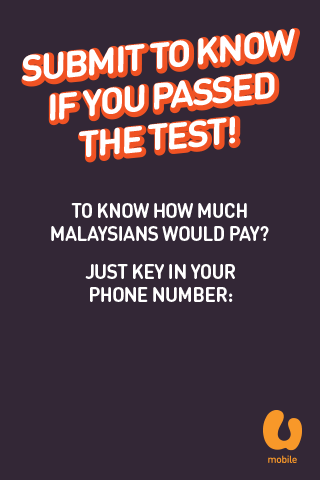 SUBMIT TO KNOW
IF YOU PASSED
THE TEST!
TO KNOW HOW MUCH
MALAYSIANS WOULD PAY?
JUST KEY IN YOUR
PHONE NUMBER:
mobile